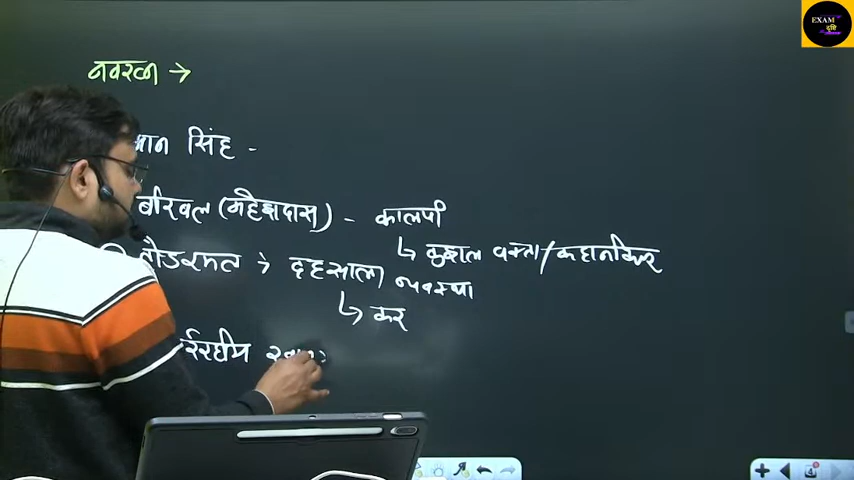 नवरत्न →
मान सिंह -
बीरबल (महेशदास) - कालपी
↳ कुशल वक्ता/कहानीकार
टोडरमल → दहसाला व्यवस्था
↳ कर
EXAM